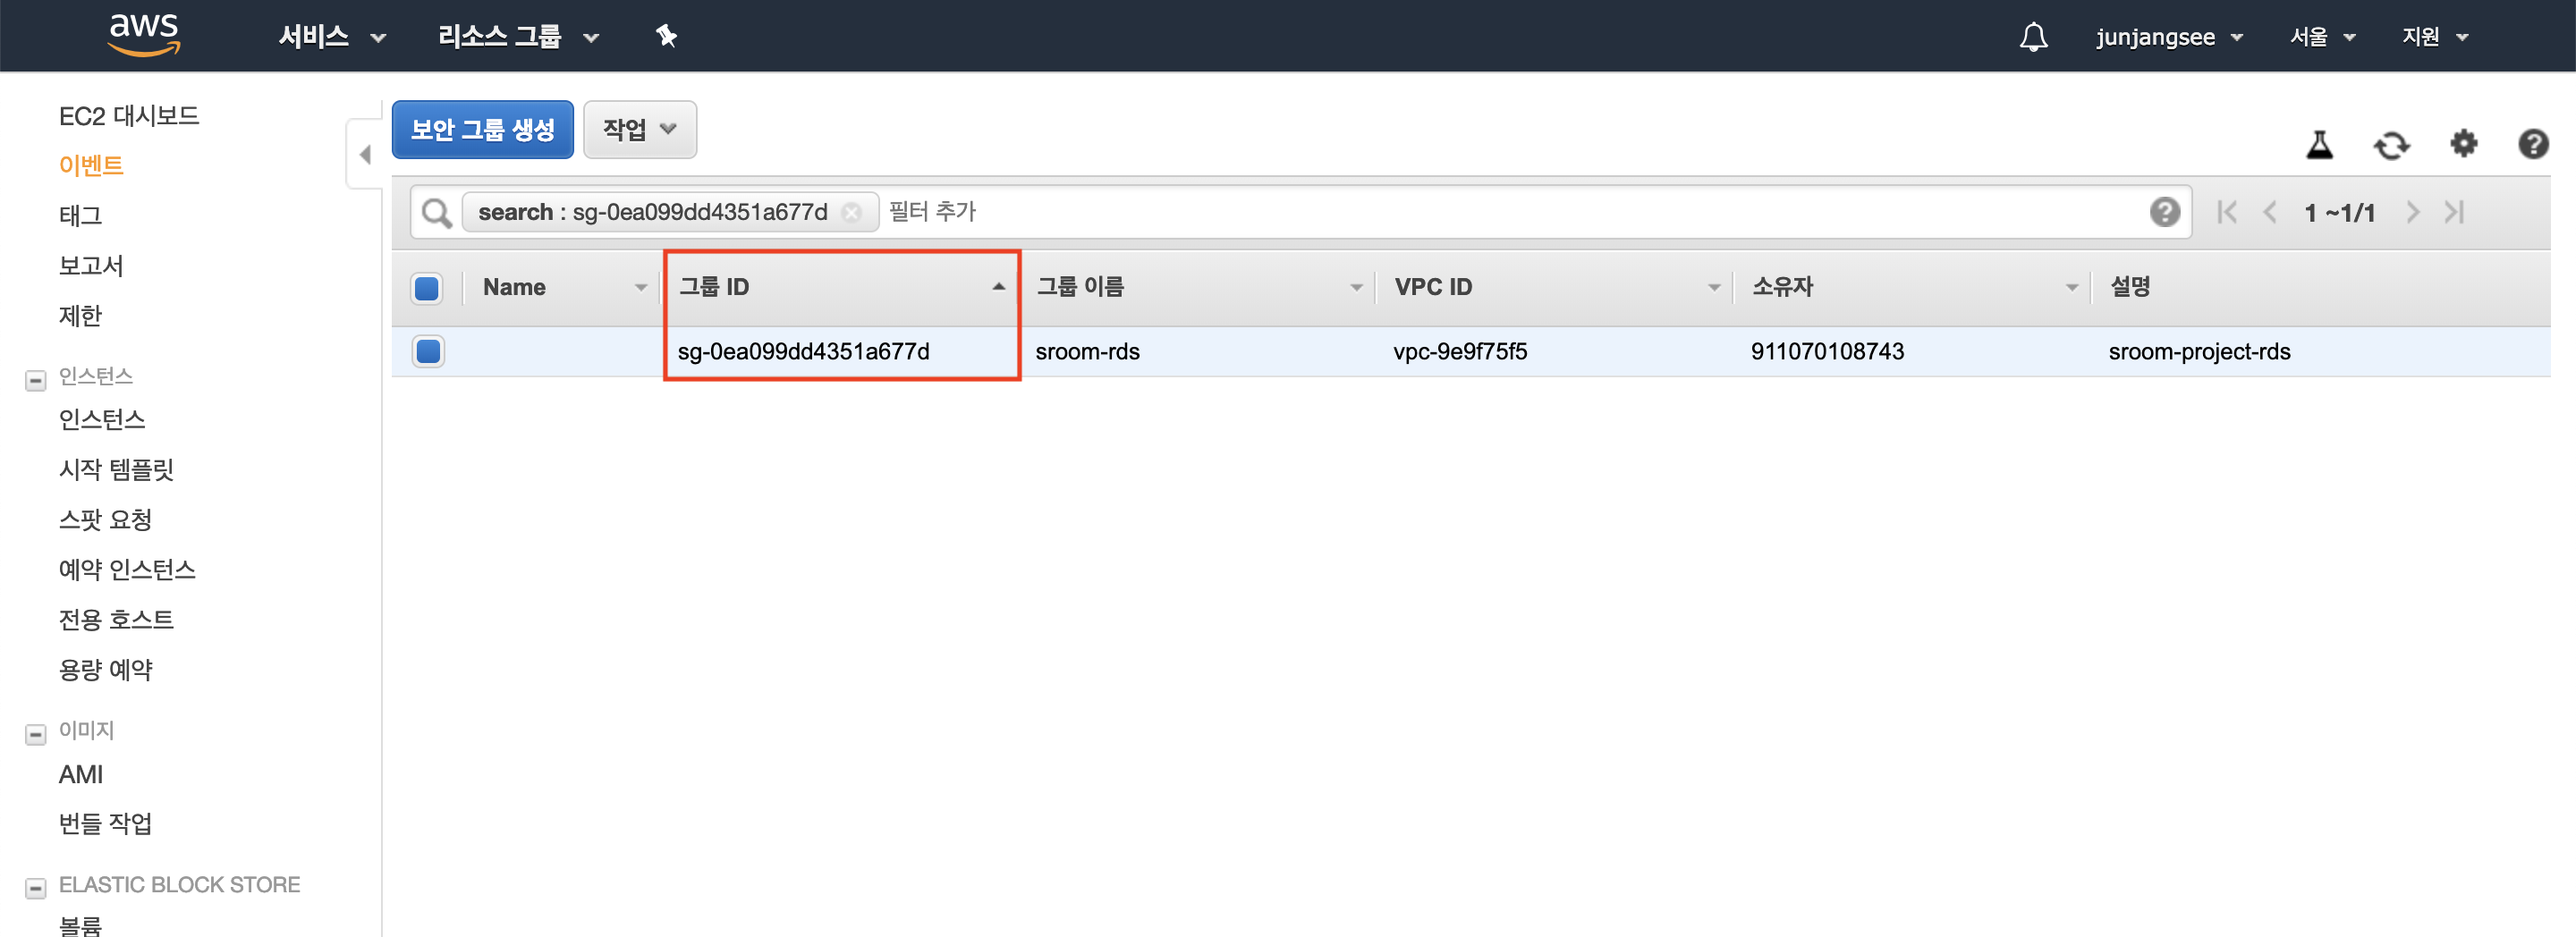 aws 서비스 리소스 그룹 junjangsee 서울 지원
EC2 대시보드
이벤트
태그
보고서
제한
인스턴스
인스턴스
시작 템플릿
스팟 요청
예약 인스턴스
전용 호스트
용량 예약
이미지
AMI
번들 작업
ELASTIC BLOCK STORE
볼륨
보안 그룹 생성 작업
search : sg-0ea099dd4351a677d 필터 추가 1 ~1/1
Name 그룹 ID 그룹 이름 VPC ID 소유자 설명
sg-0ea099dd4351a677d sroom-rds vpc-9e9f75f5 911070108743 sroom-project-rds